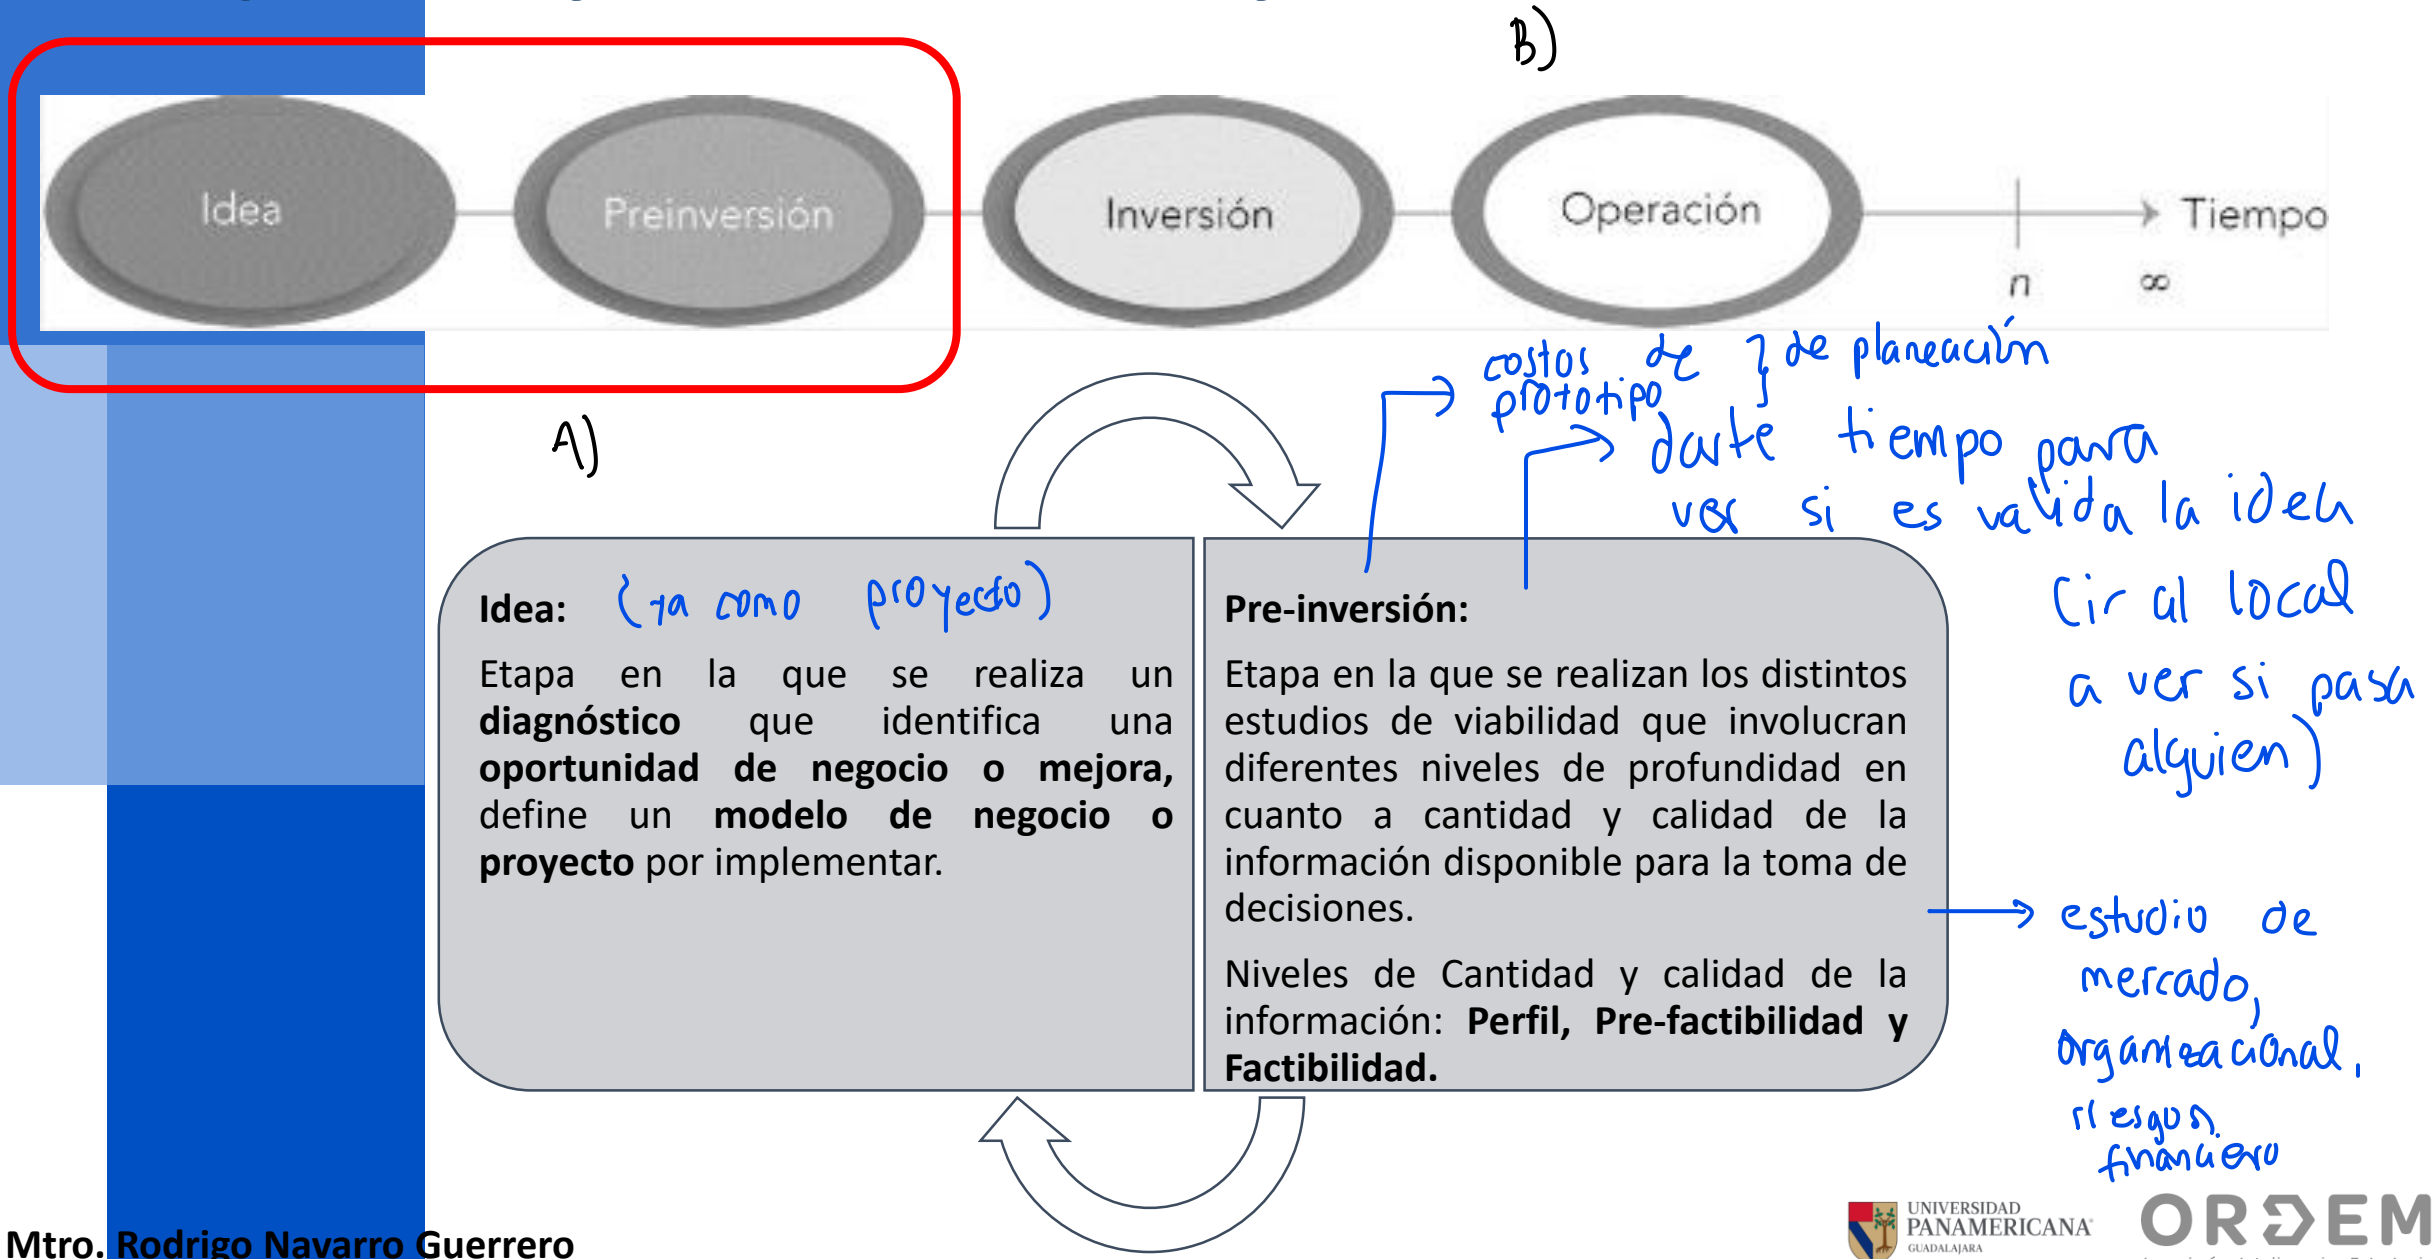 B)
Idea
Preinversión
Inversión
Operación
Tiempo
n
∞
A)
costos de } de planeación
prototipo
darte tiempo para
ver si es valida la idea
(ir al local
a ver si pasa
alguien)
Idea: (ya como proyecto)
Etapa en la que se realiza un
diagnóstico que identifica una
oportunidad de negocio o mejora,
define un modelo de negocio o
proyecto por implementar.
Pre-inversión:
Etapa en la que se realizan los distintos
estudios de viabilidad que involucran
diferentes niveles de profundidad en
cuanto a cantidad y calidad de la
información disponible para la toma de
decisiones.
Niveles de Cantidad y calidad de la
información: Perfil, Pre-factibilidad y
Factibilidad.
estudio de
mercado,
organizacional,
riesgos,
financiero
Mtro. Rodrigo Navarro Guerrero
UNIVERSIDAD
PANAMERICANA
GUADALAJARA
ORDEM